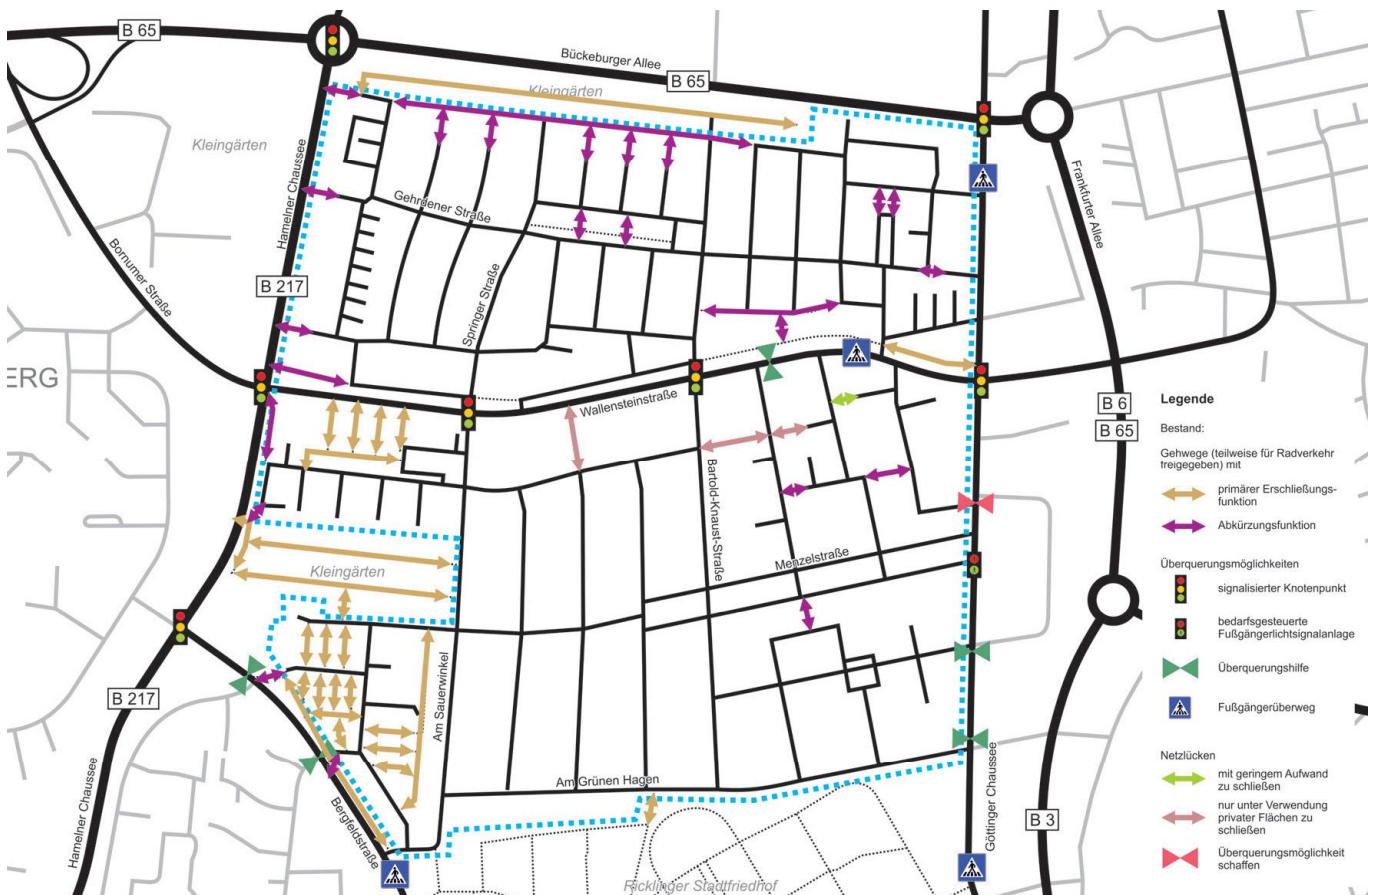 B 65
Bückeburger Allee
B 65
Kleingärten
Kleingärten
Hamelner Chaussee
Gehrdener Straße
Frankfurter Allee
Bornumer Straße
B 217
Springer Straße
ERG
Wallensteinstraße
B 6
B 65
Bartold-Knaust-Straße
Menzelstraße
Kleingärten
Am Sauerwinkel
B 217
Hamelner Chaussee
Bergfeldstraße
Am Grünen Hagen
Göttinger Chaussee
B 3
Ricklinger Stadtfriedhof
Legende
Bestand:
Gehwege (teilweise für Radverkehr
freigegeben) mit
primärer Erschließungs-
funktion
Abkürzungsfunktion
Überquerungsmöglichkeiten
signalisierter Knotenpunkt
bedarfsgesteuerte
Fußgängerlichtsignalanlage
Überquerungshilfe
Fußgängerüberweg
Netzlücken
mit geringem Aufwand
zu schließen
nur unter Verwendung
privater Flächen zu
schließen
Überquerungsmöglichkeit
schaffen